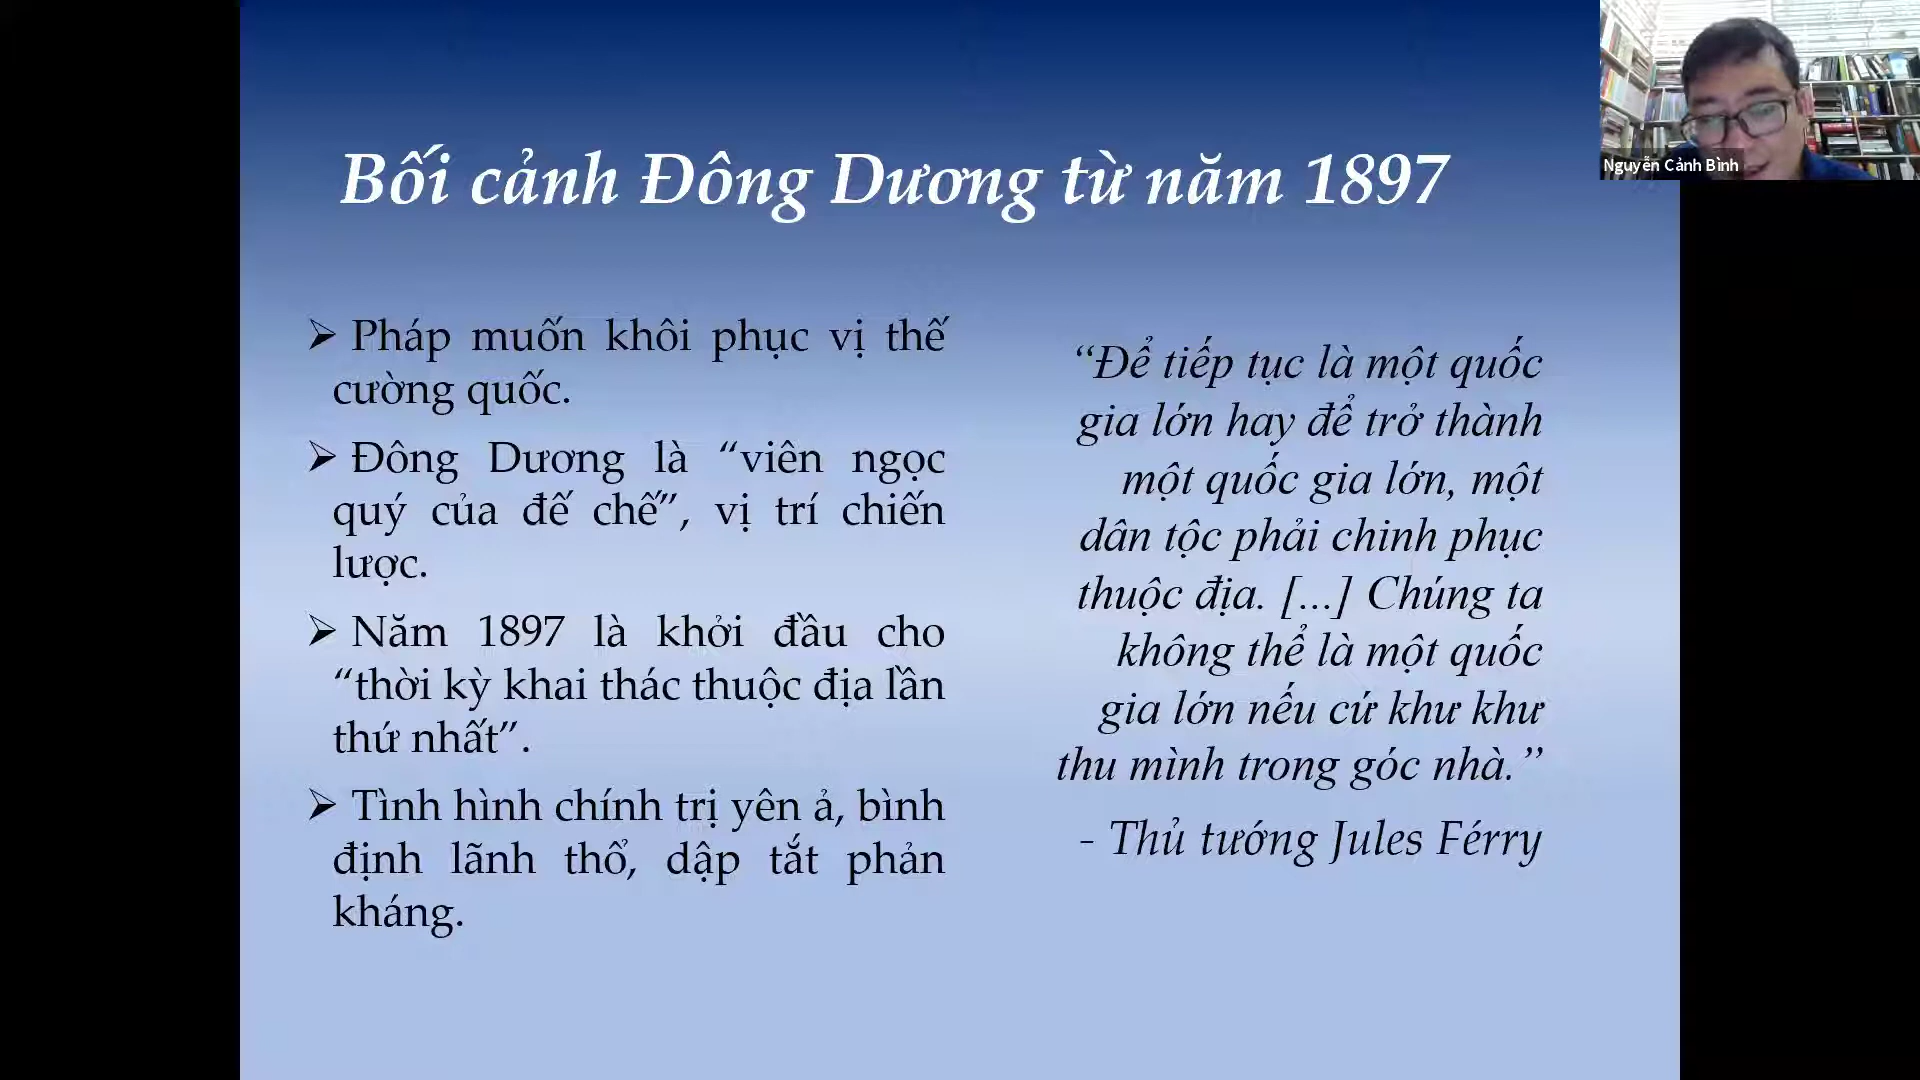 Bối cảnh Đông Dương từ năm 1897
➢ Pháp muốn khôi phục vị thế
cường quốc.
➢ Đông Dương là “viên ngọc
quý của đế chế”, vị trí chiến
lược.
➢ Năm 1897 là khởi đầu cho
“thời kỳ khai thác thuộc địa lần
thứ nhất”.
➢ Tình hình chính trị yên ả, bình
định lãnh thổ, dập tắt phản
kháng.
“Để tiếp tục là một quốc
gia lớn hay để trở thành
một quốc gia lớn, một
dân tộc phải chinh phục
thuộc địa. [...] Chúng ta
không thể là một quốc
gia lớn nếu cứ khư khư
thu mình trong góc nhà.”
- Thủ tướng Jules Férry
Nguyễn Cảnh Bình